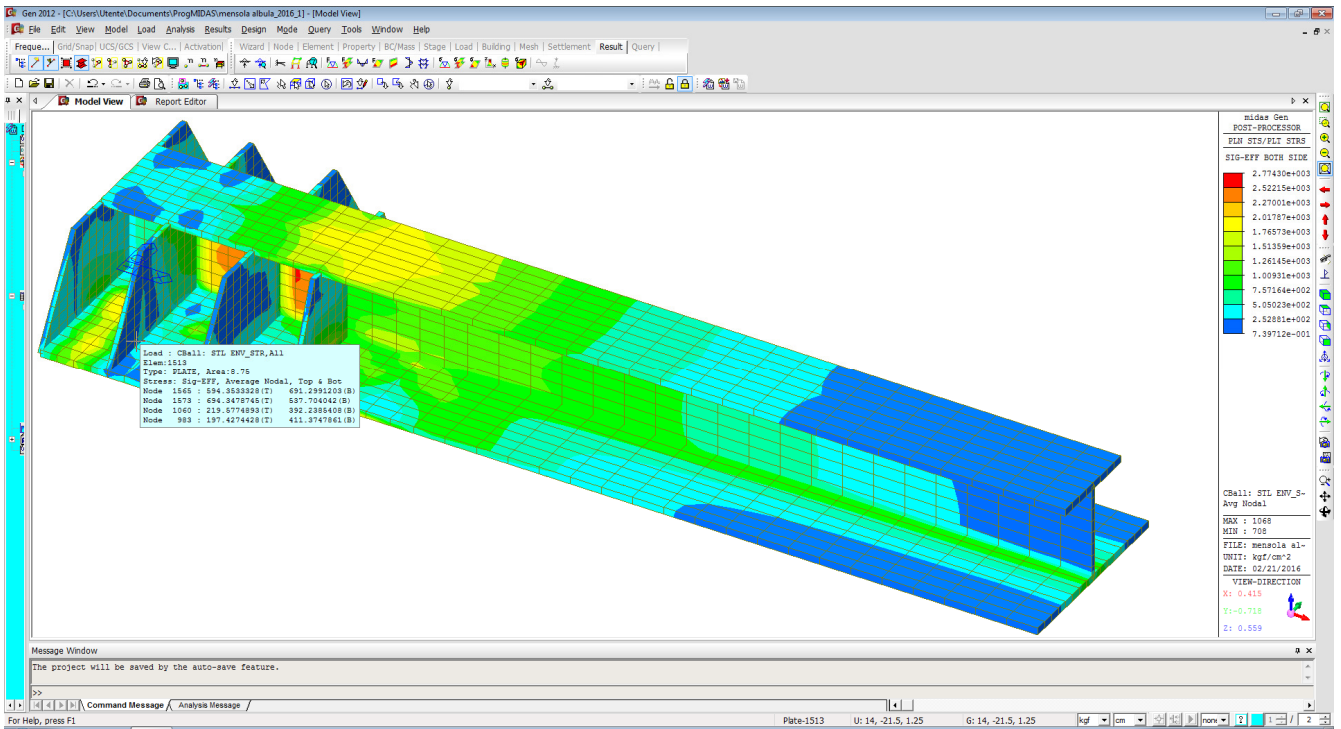 Gen 2012 - [C:\Users\Utente\Documents\ProgMIDAS\mensola albula_2016_1] - [Model View]
File Edit View Model Load Analysis Results Design Mode Query Tools Window Help
Freque... Grid/Snap UCS/GCS View C... Activation Wizard Node Element Property BC/Mass Stage Load Building Mesh Settlement Result Query
Model View Report Editor
midas Gen
POST-PROCESSOR
PLN STS/PLT STRS
SIG-EFF BOTH SIDE
2.77430e+003
2.52215e+003
2.27001e+003
2.01787e+003
1.76573e+003
1.51359e+003
1.26145e+003
1.00931e+003
7.57164e+002
5.05023e+002
2.52881e+002
7.39712e-001
Load : CBall: STL ENV_STR,All
Elem:1513
Type: PLATE, Area:8.75
Stress: Sig-EFF, Average Nodal, Top & Bot
Node 1565 : 594.3533328(T) 691.2991203(B)
Node 1573 : 694.3478745(T) 537.704042(B)
Node 1060 : 219.5774893(T) 392.2385408(B)
Node 983 : 197.4274428(T) 411.3747861(B)
CBall: STL ENV_S~
Avg Nodal
MAX : 1068
MIN : 708
FILE: mensola al~
UNIT: kgf/cm^2
DATE: 02/21/2016
VIEW-DIRECTION
X: 0.415
Y:-0.718
Z: 0.559
Message Window
The project will be saved by the auto-save feature.
>>
Command Message Analysis Message
For Help, press F1 Plate-1513 U: 14, -21.5, 1.25 G: 14, -21.5, 1.25 kgf cm non 1 / 2